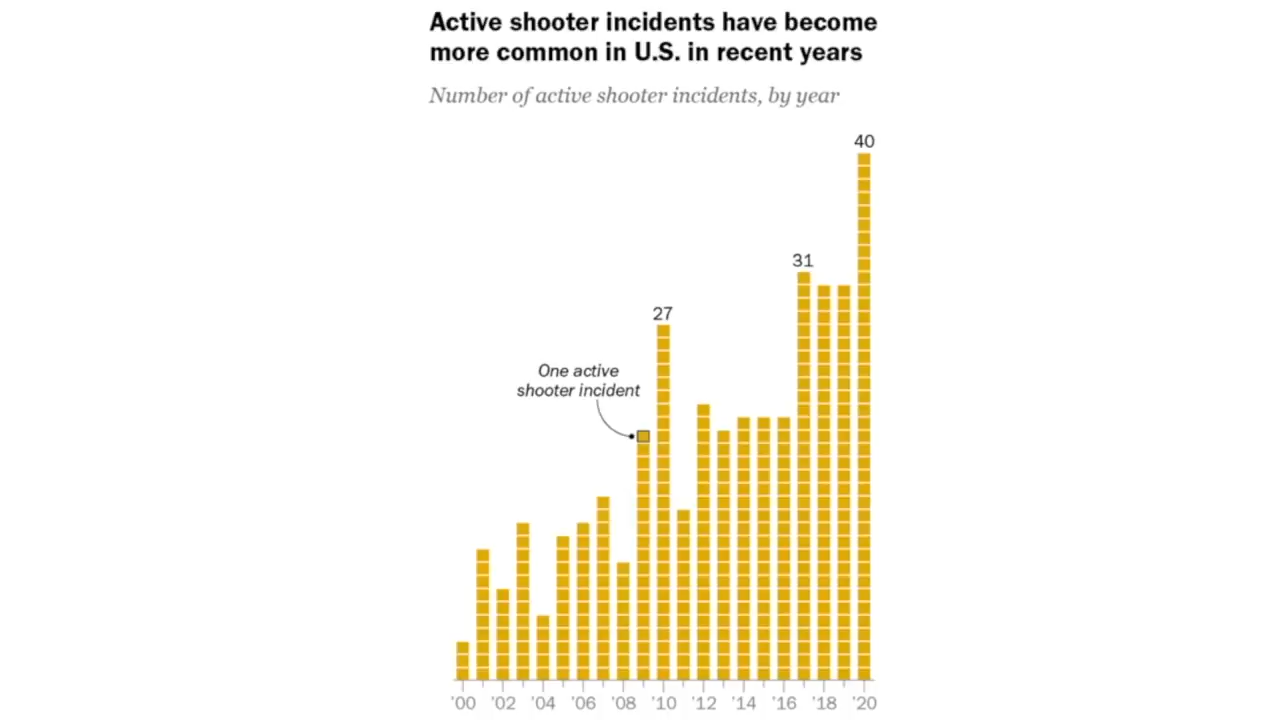 Active shooter incidents have become
more common in U.S. in recent years
Number of active shooter incidents, by year
40
31
27
One active
shooter incident
'00 '02 '04 '06 '08 '10 '12 '14 '16 '18 '20